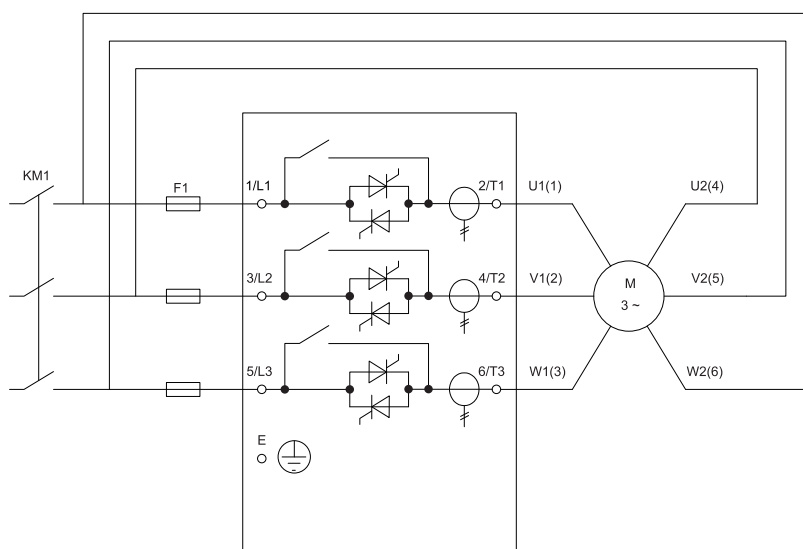 KM1
F1
1/L1
2/T1
U1(1)
U2(4)
3/L2
4/T2
V1(2)
M
3 ~
V2(5)
5/L3
6/T3
W1(3)
W2(6)
E